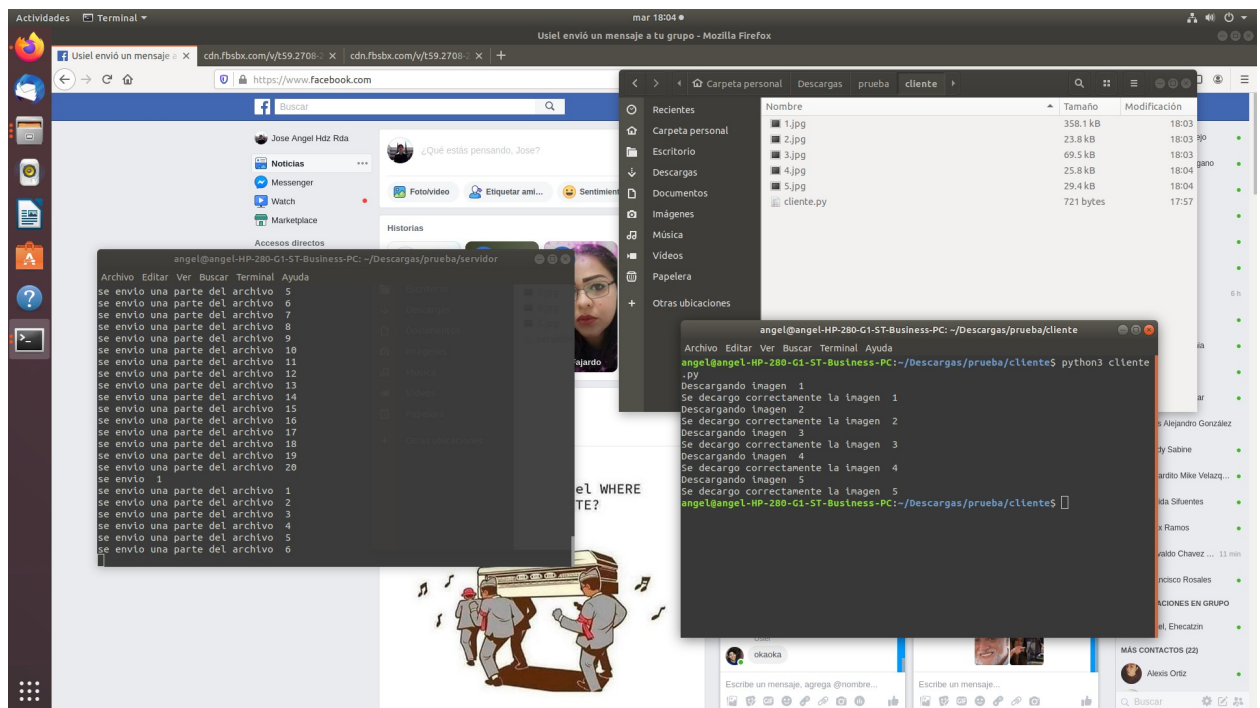 Actividades
Terminal
mar 18:04
Usiel envió un mensaje a tu grupo - Mozilla Firefox
Usiel envió un mensaje a
cdn.fbsbx.com/v/t59.2708-2
cdn.fbsbx.com/v/t59.2708-2
https://www.facebook.com
Buscar
Jose Angel Hdz Rda
Noticias
Messenger
Watch
Marketplace
Accesos directos
¿Qué estás pensando, Jose?
Foto/video
Etiquetar ami...
Sentimient
Historias
ajardo
el WHERE
TE?
Carpeta personal
Descargas
prueba
cliente
Recientes
Carpeta personal
Escritorio
Descargas
Documentos
Imágenes
Música
Vídeos
Papelera
Otras ubicaciones
Nombre Tamaño Modificación
1.jpg 358.1 kB 18:03
2.jpg 23.8 kB 18:03
3.jpg 69.5 kB 18:03
4.jpg 25.8 kB 18:04
5.jpg 29.4 kB 18:04
cliente.py 721 bytes 17:57
angel@angel-HP-280-G1-ST-Business-PC: ~/Descargas/prueba/servidor
Archivo Editar Ver Buscar Terminal Ayuda
se envio una parte del archivo 5
se envio una parte del archivo 6
se envio una parte del archivo 7
se envio una parte del archivo 8
se envio una parte del archivo 9
se envio una parte del archivo 10
se envio una parte del archivo 11
se envio una parte del archivo 12
se envio una parte del archivo 13
se envio una parte del archivo 14
se envio una parte del archivo 15
se envio una parte del archivo 16
se envio una parte del archivo 17
se envio una parte del archivo 18
se envio una parte del archivo 19
se envio una parte del archivo 20
se envio 1
se envio una parte del archivo 1
se envio una parte del archivo 2
se envio una parte del archivo 3
se envio una parte del archivo 4
se envio una parte del archivo 5
se envio una parte del archivo 6
angel@angel-HP-280-G1-ST-Business-PC: ~/Descargas/prueba/cliente
Archivo Editar Ver Buscar Terminal Ayuda
angel@angel-HP-280-G1-ST-Business-PC:~/Descargas/prueba/cliente$ python3 cliente
.py
Descargando imagen 1
Se decargo correctamente la imagen 1
Descargando imagen 2
Se decargo correctamente la imagen 2
Descargando imagen 3
Se decargo correctamente la imagen 3
Descargando imagen 4
Se decargo correctamente la imagen 4
Descargando imagen 5
Se decargo correctamente la imagen 5
angel@angel-HP-280-G1-ST-Business-PC:~/Descargas/prueba/cliente$
ejo
gano
6 h
ia
ar
s Alejandro González
dy Sabine
ardito Mike Velazq...
ida Sifuentes
x Ramos
valdo Chavez ... 11 min
ncisco Rosales
ACIONES EN GRUPO
el, Ehecatzin
MÁS CONTACTOS (22)
Alexis Ortiz
Buscar
Usiel
okaoka
Escribe un mensaje, agrega @nombre...
Escribe un mensaje...